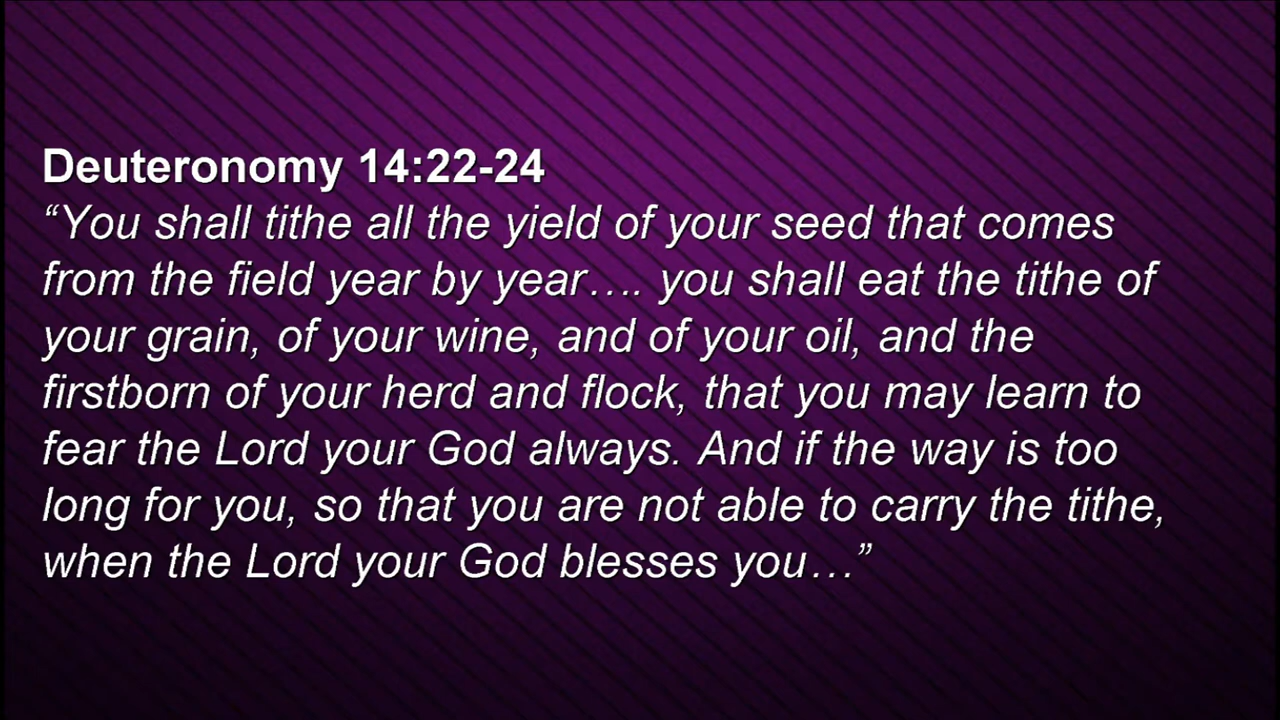 Deuteronomy 14:22-24
“You shall tithe all the yield of your seed that comes
from the field year by year…. you shall eat the tithe of
your grain, of your wine, and of your oil, and the
firstborn of your herd and flock, that you may learn to
fear the Lord your God always. And if the way is too
long for you, so that you are not able to carry the tithe,
when the Lord your God blesses you…”